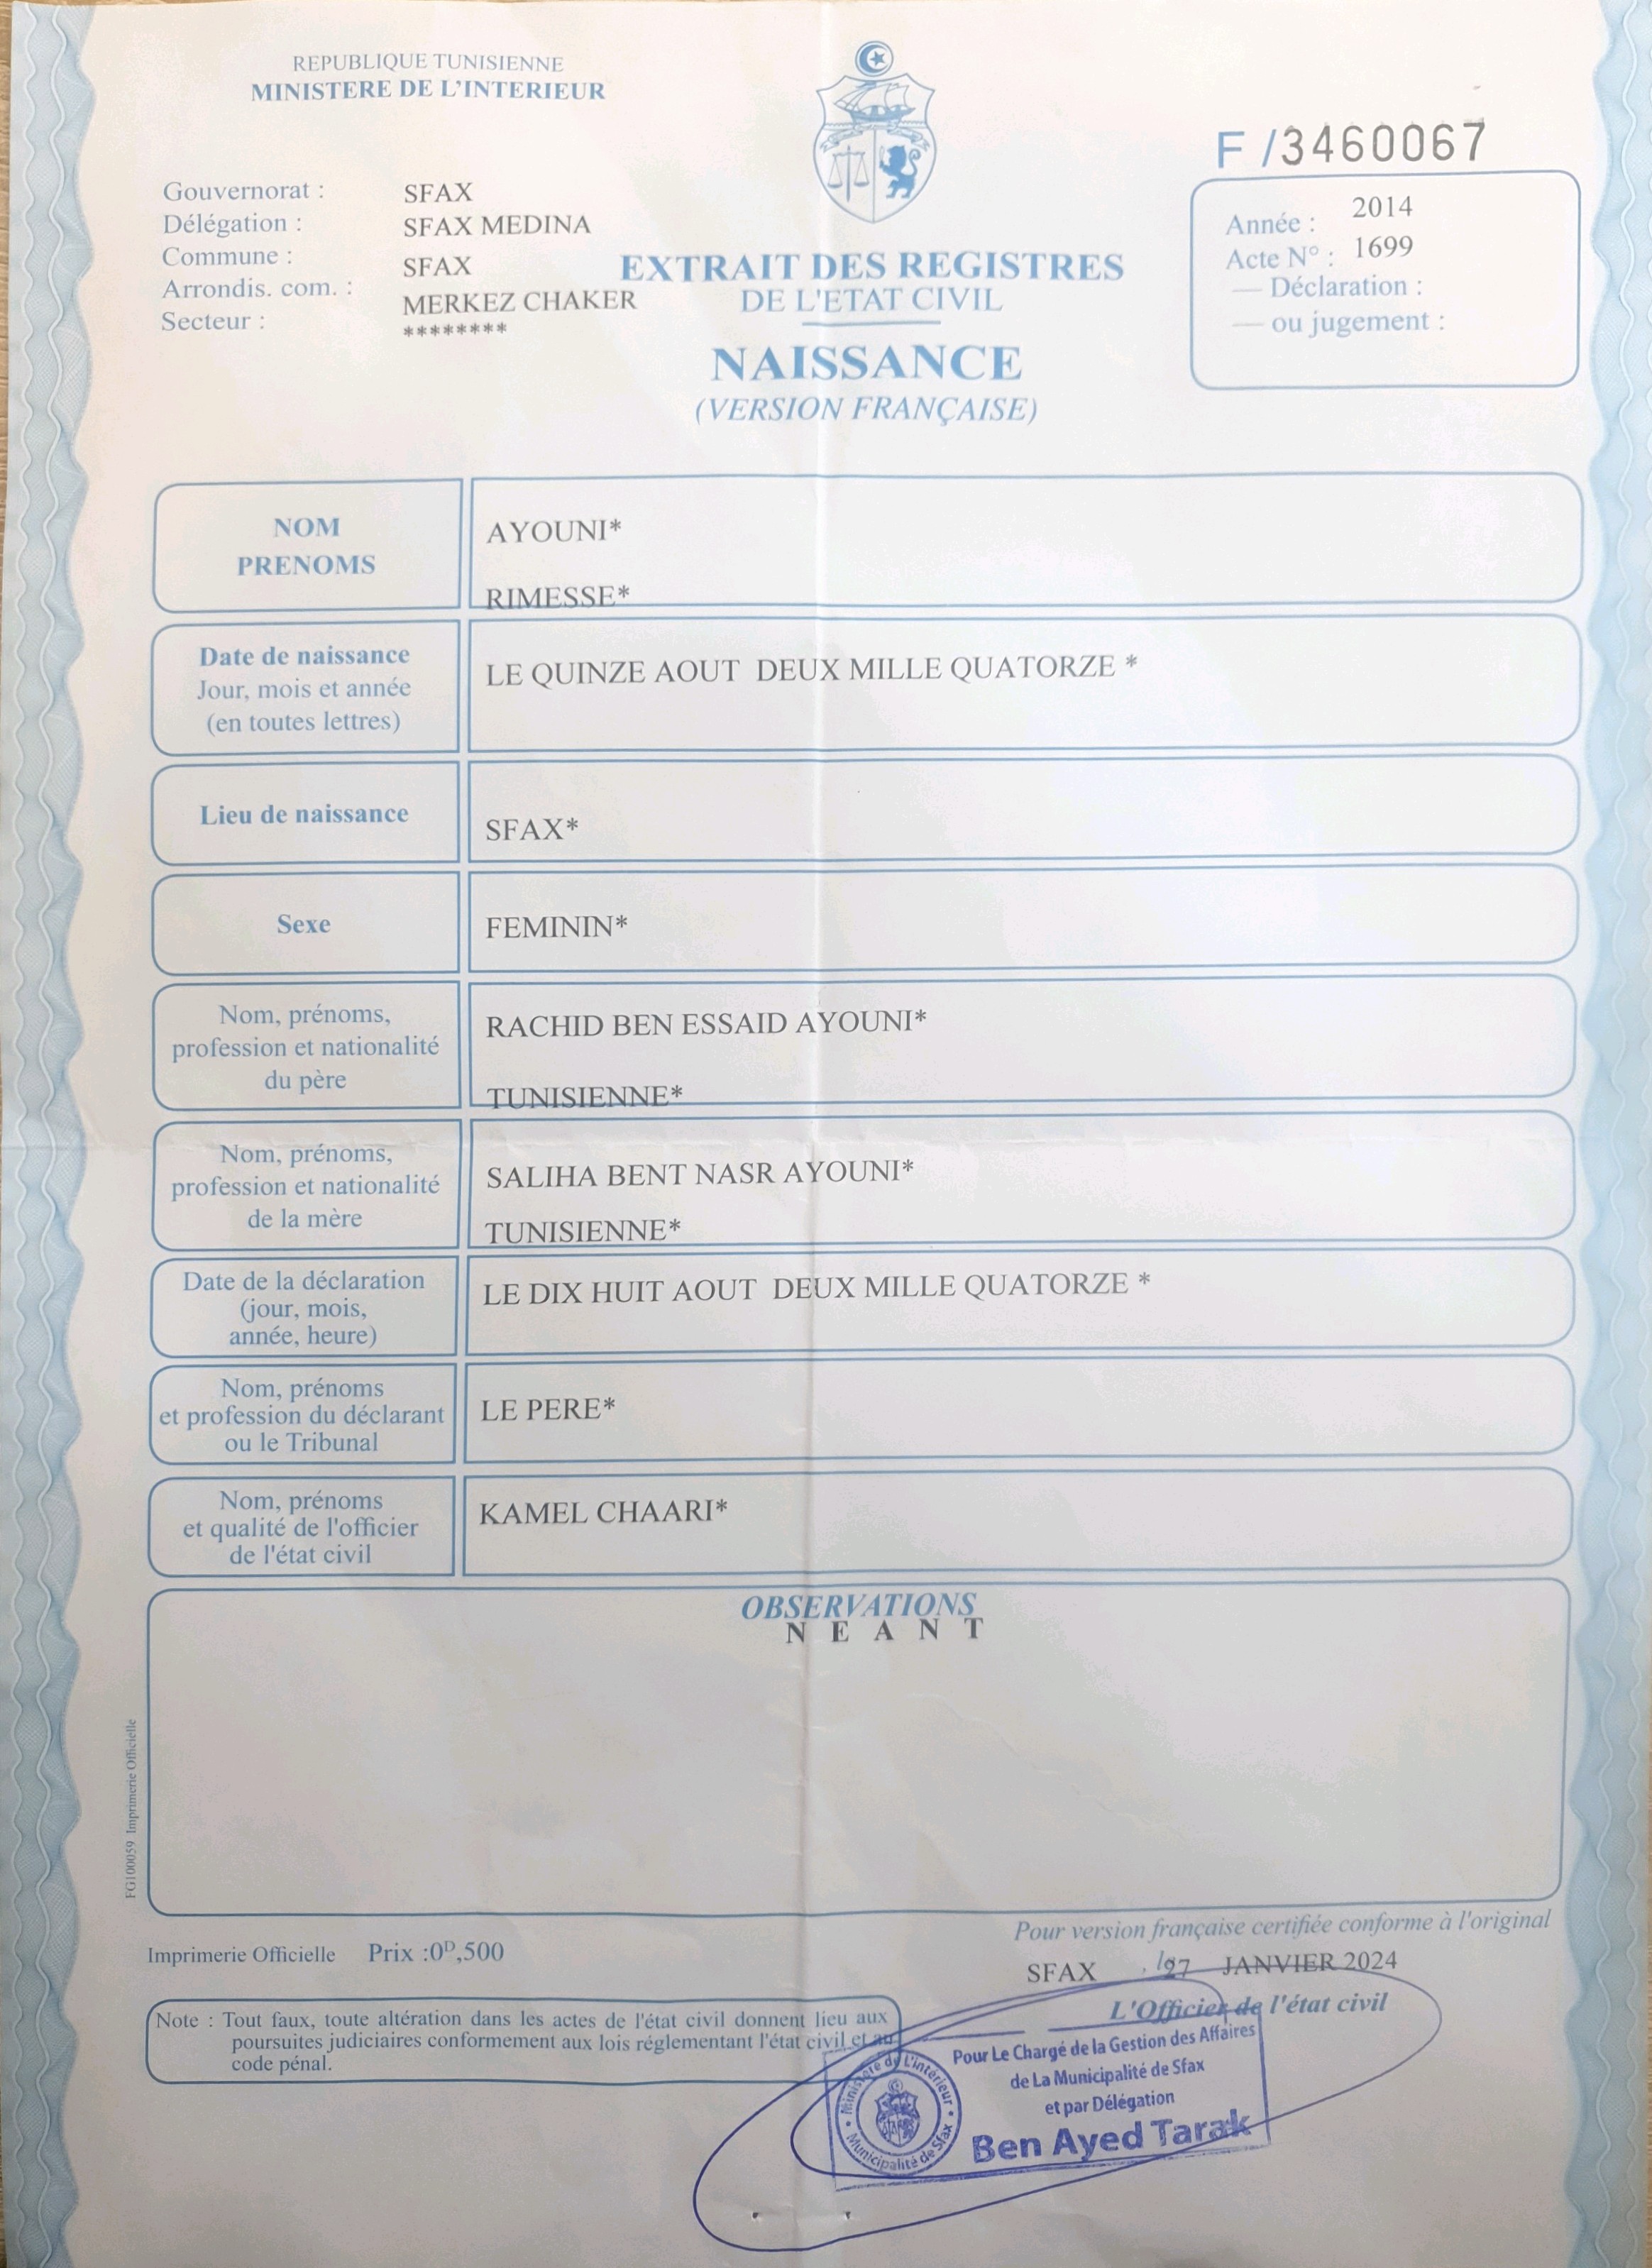 REPUBLIQUE TUNISIENNE
MINISTERE DE L'INTERIEUR
F /3460067
Gouvernorat : SFAX
Délégation : SFAX MEDINA
Commune : SFAX
Arrondis. com. : MERKEZ CHAKER
Secteur : ********
Année : 2014
Acte N° : 1699
— Déclaration :
— ou jugement :
EXTRAIT DES REGISTRES
DE L'ETAT CIVIL
NAISSANCE
(VERSION FRANÇAISE)
NOM
PRENOMS
AYOUNI*
RIMESSE*
Date de naissance
Jour, mois et année
(en toutes lettres)
LE QUINZE AOUT DEUX MILLE QUATORZE *
Lieu de naissance
SFAX*
Sexe
FEMININ*
Nom, prénoms,
profession et nationalité
du père
RACHID BEN ESSAID AYOUNI*
TUNISIENNE*
Nom, prénoms,
profession et nationalité
de la mère
SALIHA BENT NASR AYOUNI*
TUNISIENNE*
Date de la déclaration
(jour, mois,
année, heure)
LE DIX HUIT AOUT DEUX MILLE QUATORZE *
Nom, prénoms
et profession du déclarant
ou le Tribunal
LE PERE*
Nom, prénoms
et qualité de l'officier
de l'état civil
KAMEL CHAARI*
OBSERVATIONS
N E A N T
FG100059 Imprimerie Officielle
Imprimerie Officielle Prix :0D,500
Pour version française certifiée conforme à l'original
SFAX , le 27 JANVIER 2024
L'Officier de l'état civil
Note : Tout faux, toute altération dans les actes de l'état civil donnent lieu aux
poursuites judiciaires conformement aux lois réglementant l'état civil et au
code pénal.
Pour Le Chargé de la Gestion des Affaires
de La Municipalité de Sfax
et par Délégation
Ben Ayed Tarak
Ministère de L'intérieur
Municipalité de Sfax